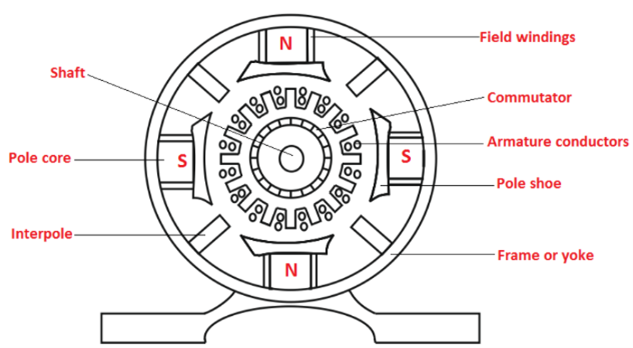 N
Field windings
Shaft
Commutator
Armature conductors
Pole core
S
S
Pole shoe
Interpole
Frame or yoke
N